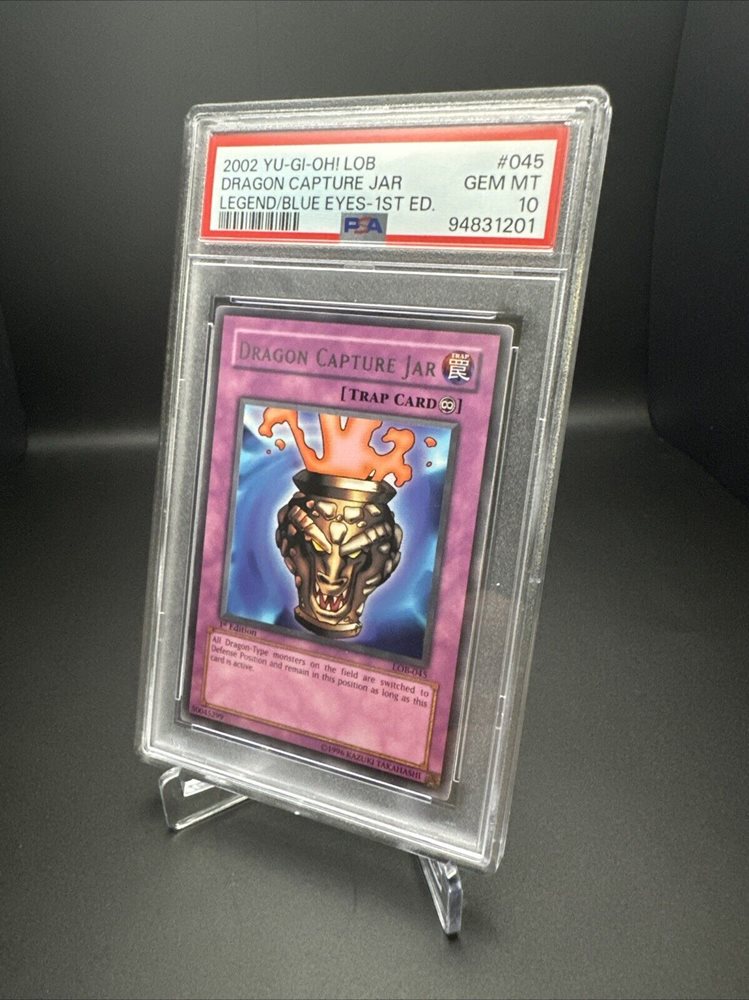 2002 YU-GI-OH! LOB #045
DRAGON CAPTURE JAR GEM MT
LEGEND/BLUE EYES-1ST ED. 10
PSA 94831201
DRAGON CAPTURE JAR TRAP 罠
[TRAP CARD]
1st Edition LOB-045
All Dragon-Type monsters on the field are switched to
Defense Position and remain in this position as long as this
card is active.
50045299
©1996 KAZUKI TAKAHASHI